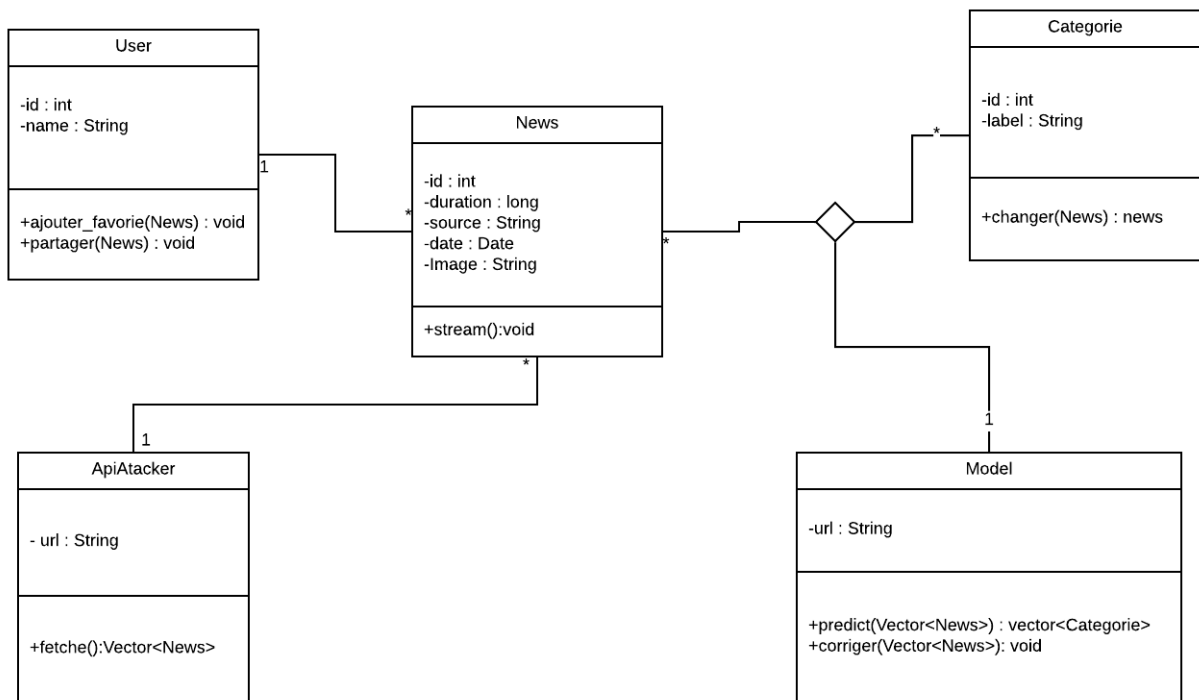 User
-id : int
-name : String
+ajouter_favorie(News) : void
+partager(News) : void
1
*
News
-id : int
-duration : long
-source : String
-date : Date
-Image : String
+stream():void
*
*
Categorie
-id : int
-label : String
+changer(News) : news
*
1
ApiAtacker
- url : String
+fetche():Vector<News>
1
Model
-url : String
+predict(Vector<News>) : vector<Categorie>
+corriger(Vector<News>): void